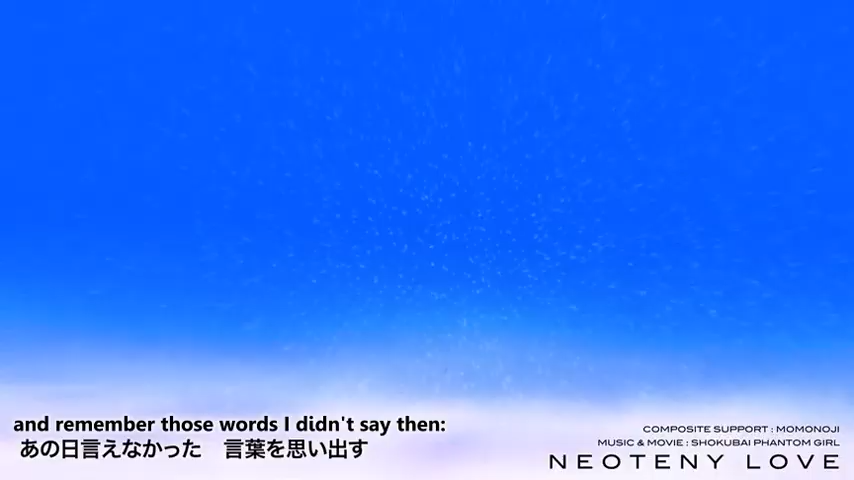 and remember those words I didn't say then:
あの日言えなかった　言葉を思い出す
COMPOSITE SUPPORT : MOMONOJI
MUSIC & MOVIE : SHOKUBAI PHANTOM GIRL
NEOTENY LOVE